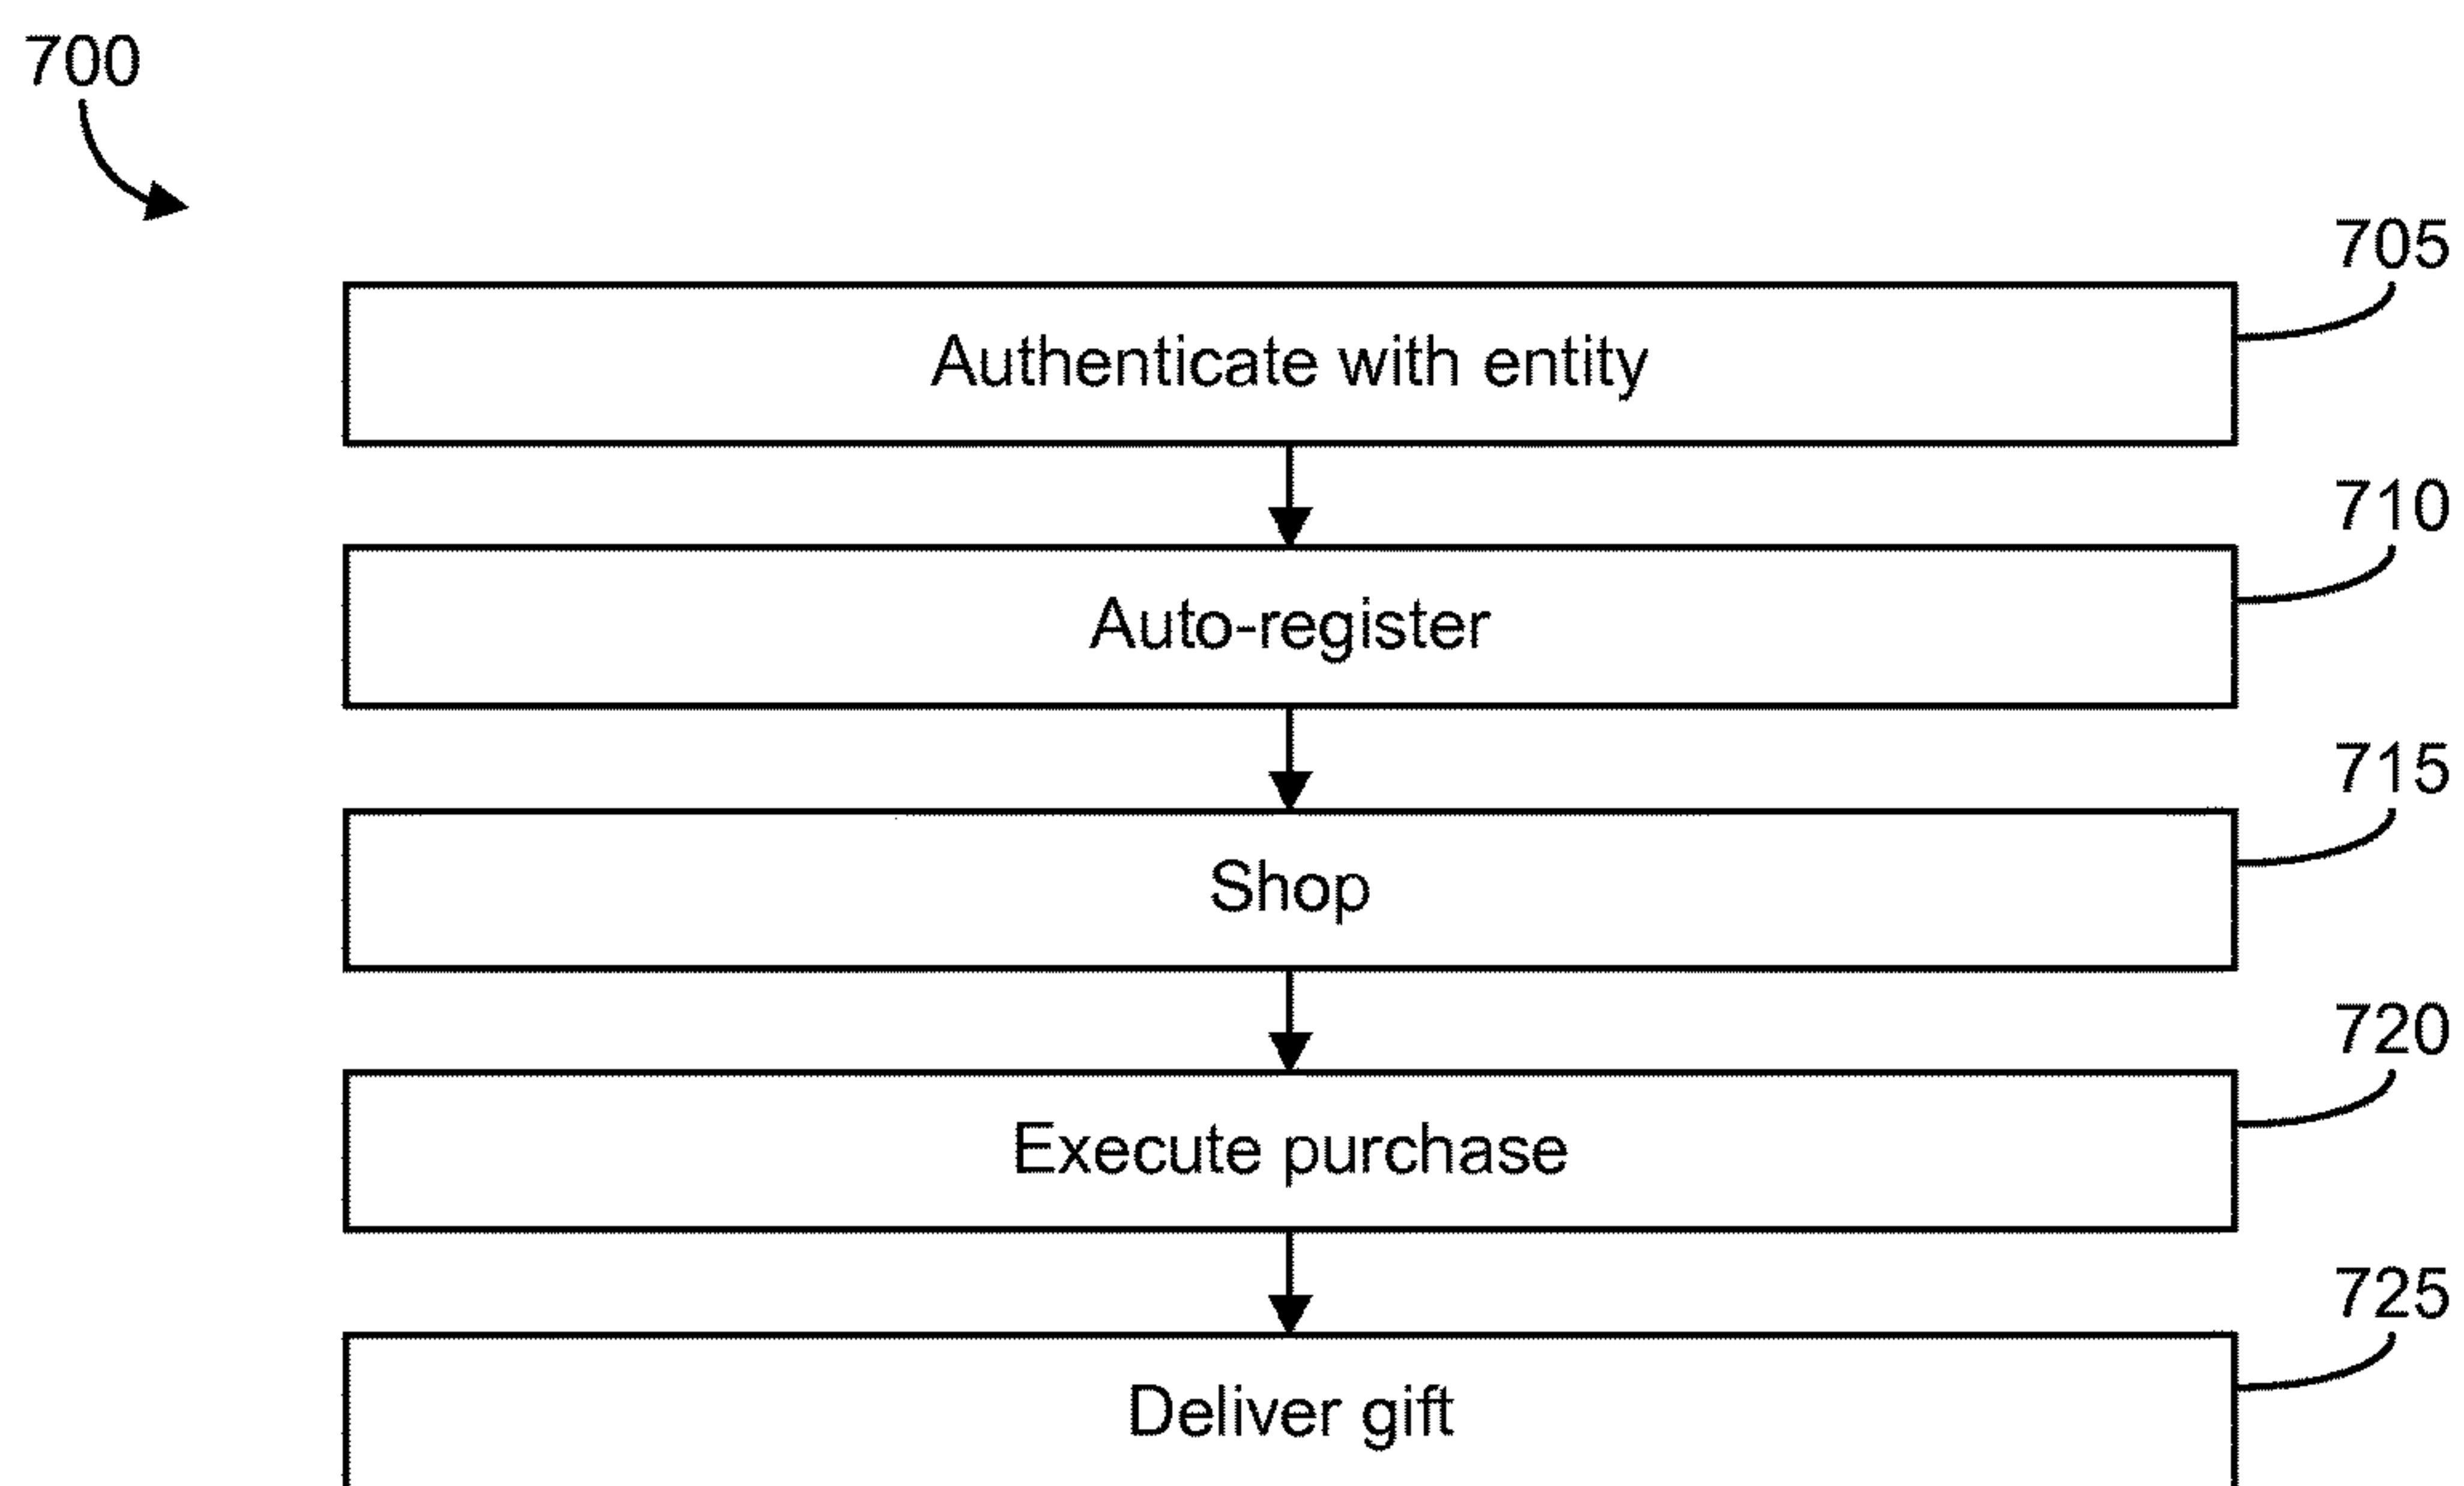 700
705
Authenticate with entity
710
Auto-register
715
Shop
720
Execute purchase
725
Deliver gift